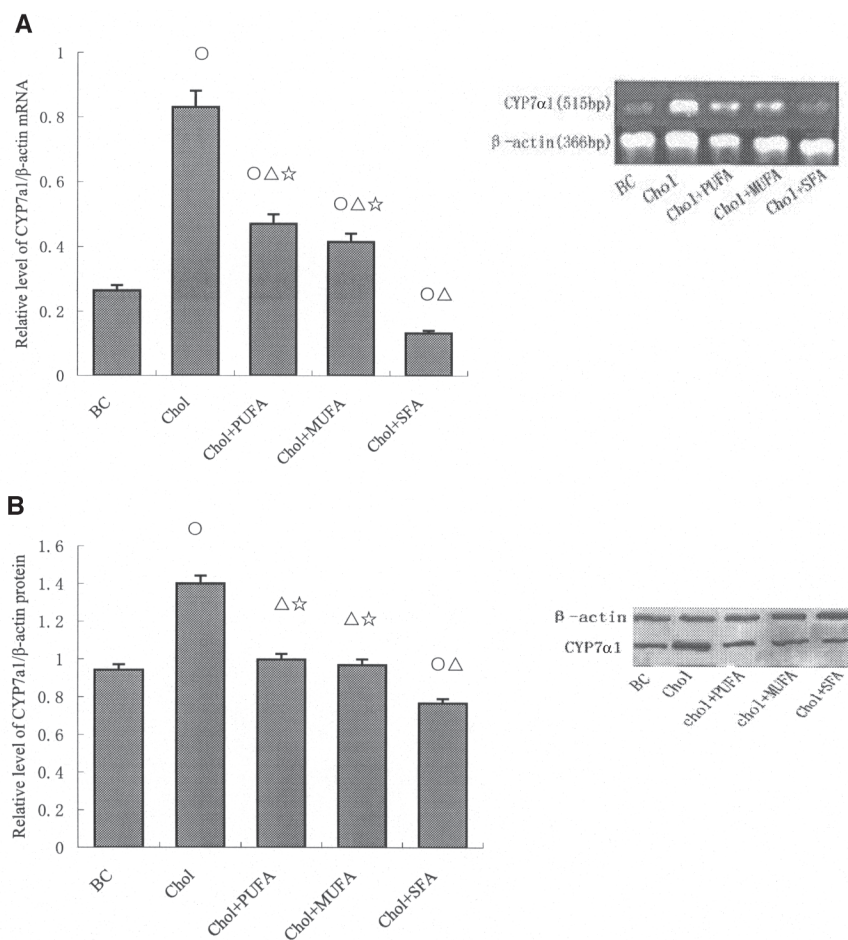 A
Relative level of CYP7a1/β-actin mRNA
1
0.8
0.6
0.4
0.2
0
BC
Chol
Chol+PUFA
Chol+MUFA
Chol+SFA
○
○△☆
○△☆
○△
CYP7α1(515bp)
β-actin(366bp)
BC
Chol
Chol+PUFA
Chol+MUFA
Chol+SFA
B
Relative level of CYP7a1/β-actin protein
1.6
1.4
1.2
1
0.8
0.6
0.4
0.2
0
BC
Chol
Chol+PUFA
Chol+MUFA
Chol+SFA
○
△☆
△☆
○△
β-actin
CYP7α1
BC
Chol
chol+PUFA
chol+MUFA
Chol+SFA